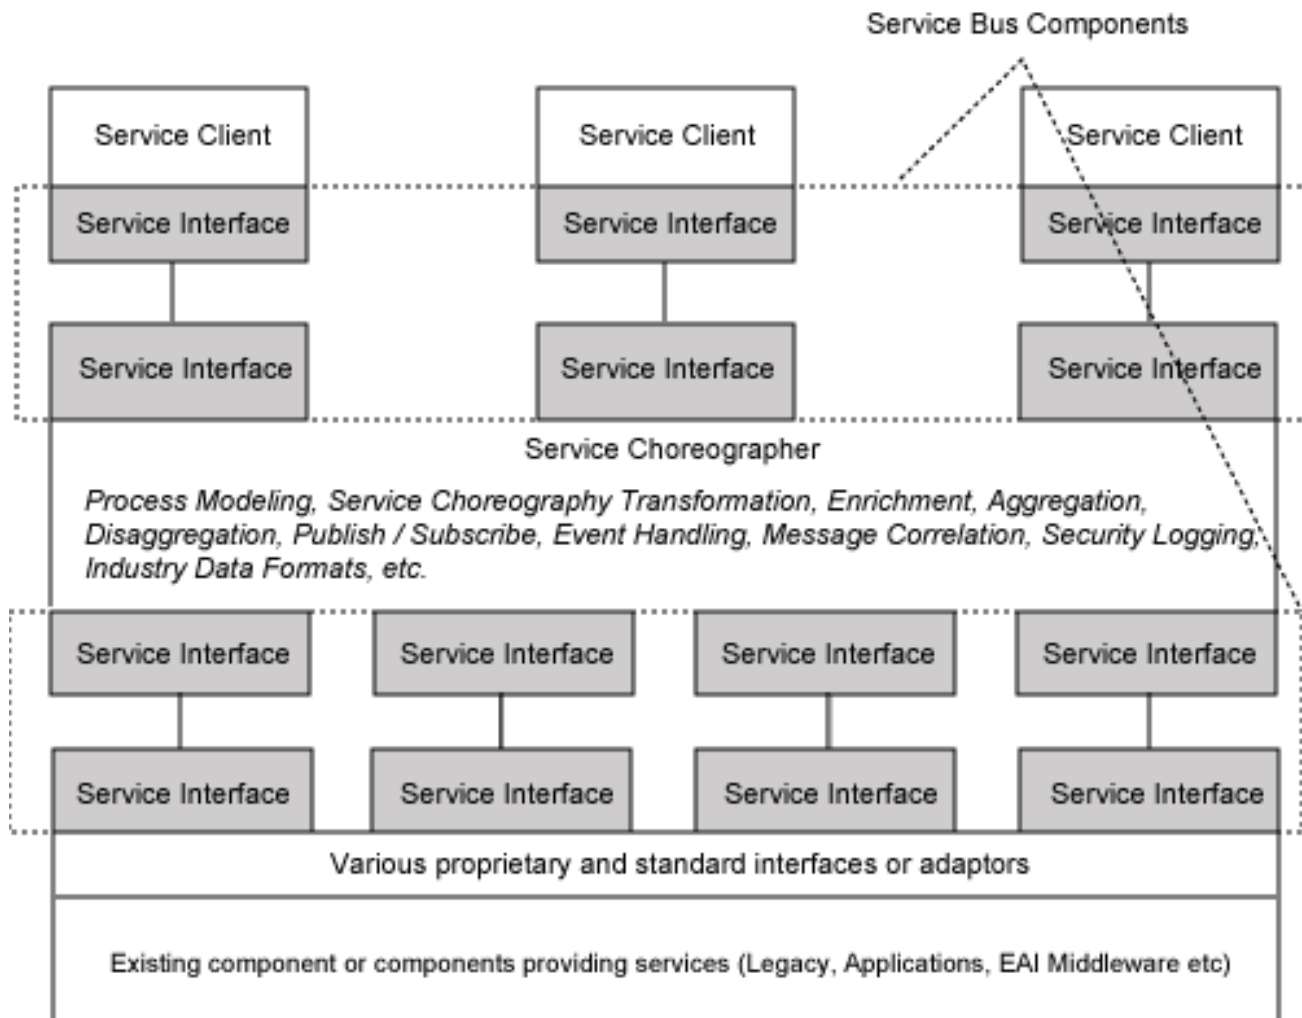 Service Bus Components
Service Client
Service Client
Service Client
Service Interface
Service Interface
Service Interface
Service Interface
Service Interface
Service Interface
Service Choreographer
Process Modeling, Service Choreography Transformation, Enrichment, Aggregation,
Disaggregation, Publish / Subscribe, Event Handling, Message Correlation, Security Logging,
Industry Data Formats, etc.
Service Interface
Service Interface
Service Interface
Service Interface
Service Interface
Service Interface
Service Interface
Service Interface
Various proprietary and standard interfaces or adaptors
Existing component or components providing services (Legacy, Applications, EAI Middleware etc)